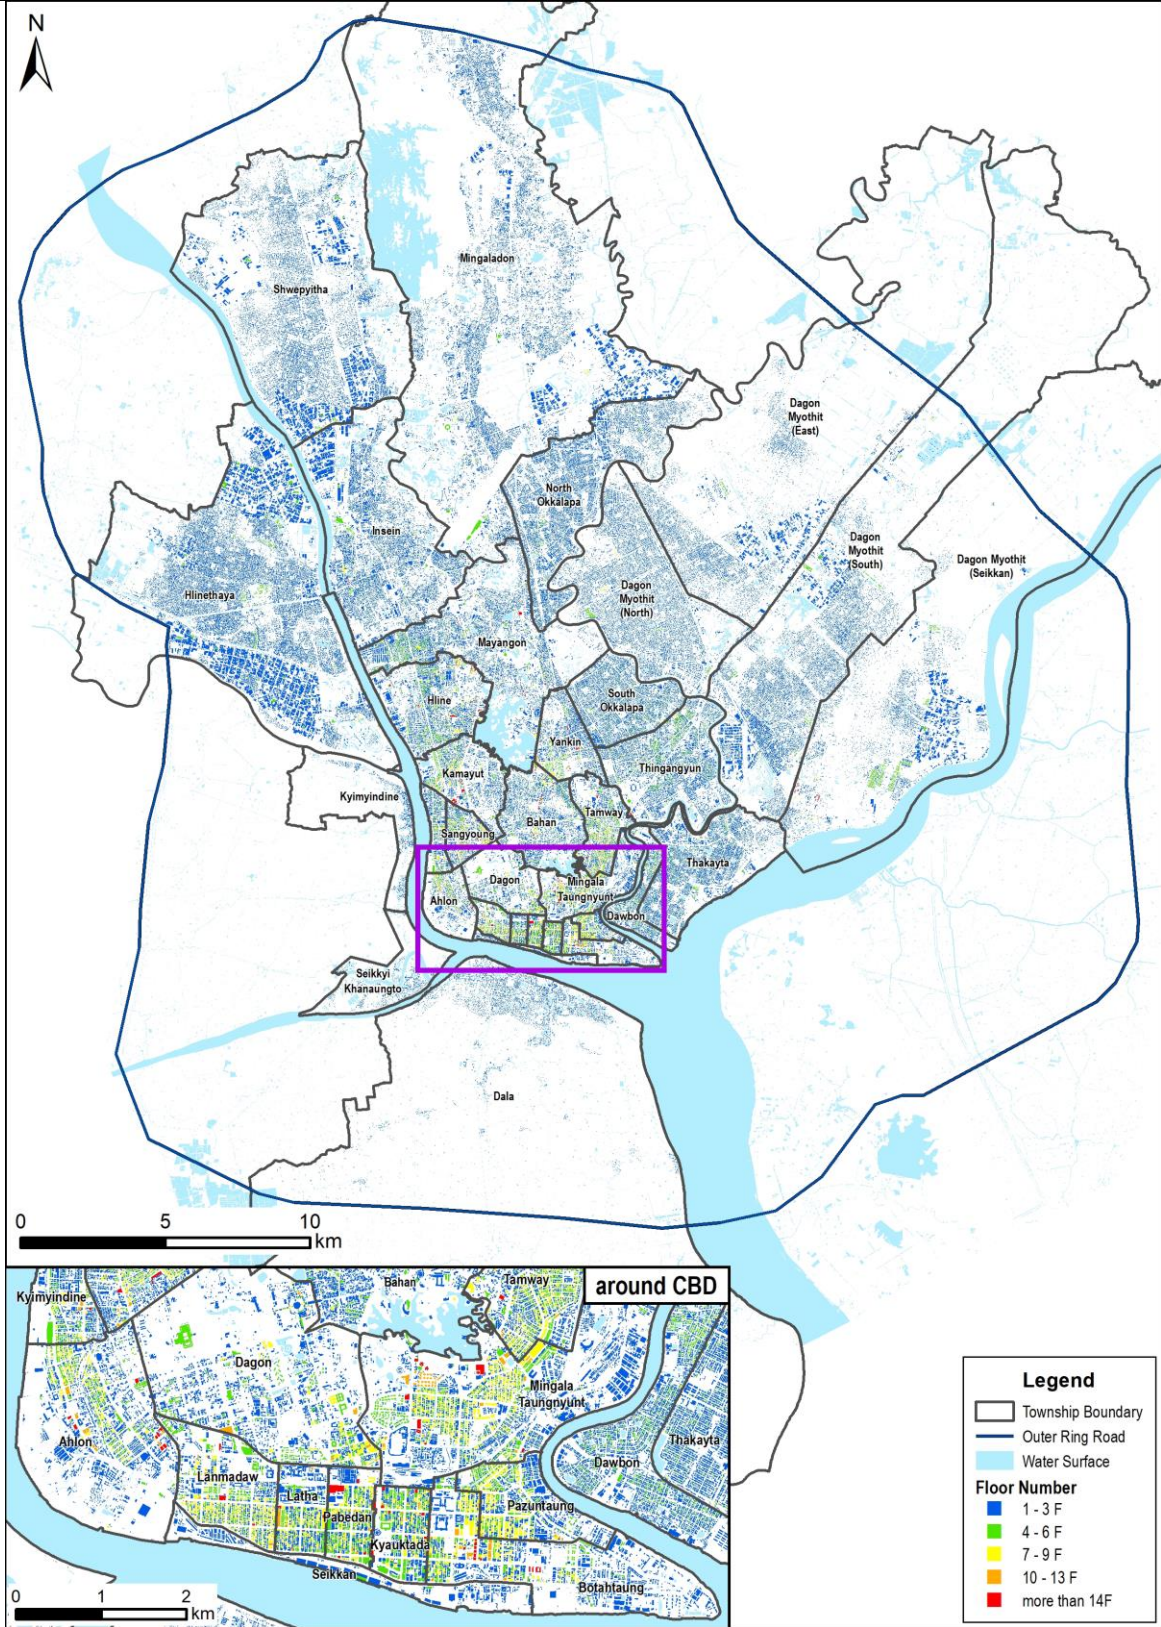 N
Mingaladon
Shwepyitha
Dagon
Myothit
(East)
North
Okkalapa
Insein
Dagon
Myothit
(South)
Dagon Myothit
(Seikkan)
Hlinethaya
Dagon
Myothit
(North)
Mayangon
Hline
South
Okkalapa
Yankin
Kamayut
Thingangyun
Kyimyindine
Tamway
Bahan
Sangyoung
Thakayta
Dagon
Mingala
Taungnyunt
Ahlon
Dawbon
Seikkyi
Khanaungto
Dala
0 5 10
km
around CBD
Bahan
Tamway
Kyimyindine
Dagon
Mingala
Taungnyunt
Ahlon
Thakayta
Dawbon
Lanmadaw
Latha
Pazuntaung
Pabedan
Kyauktada
Seikkan
Botahtaung
0 1 2
km
Legend
Township Boundary
Outer Ring Road
Water Surface
Floor Number
1 - 3 F
4 - 6 F
7 - 9 F
10 - 13 F
more than 14F